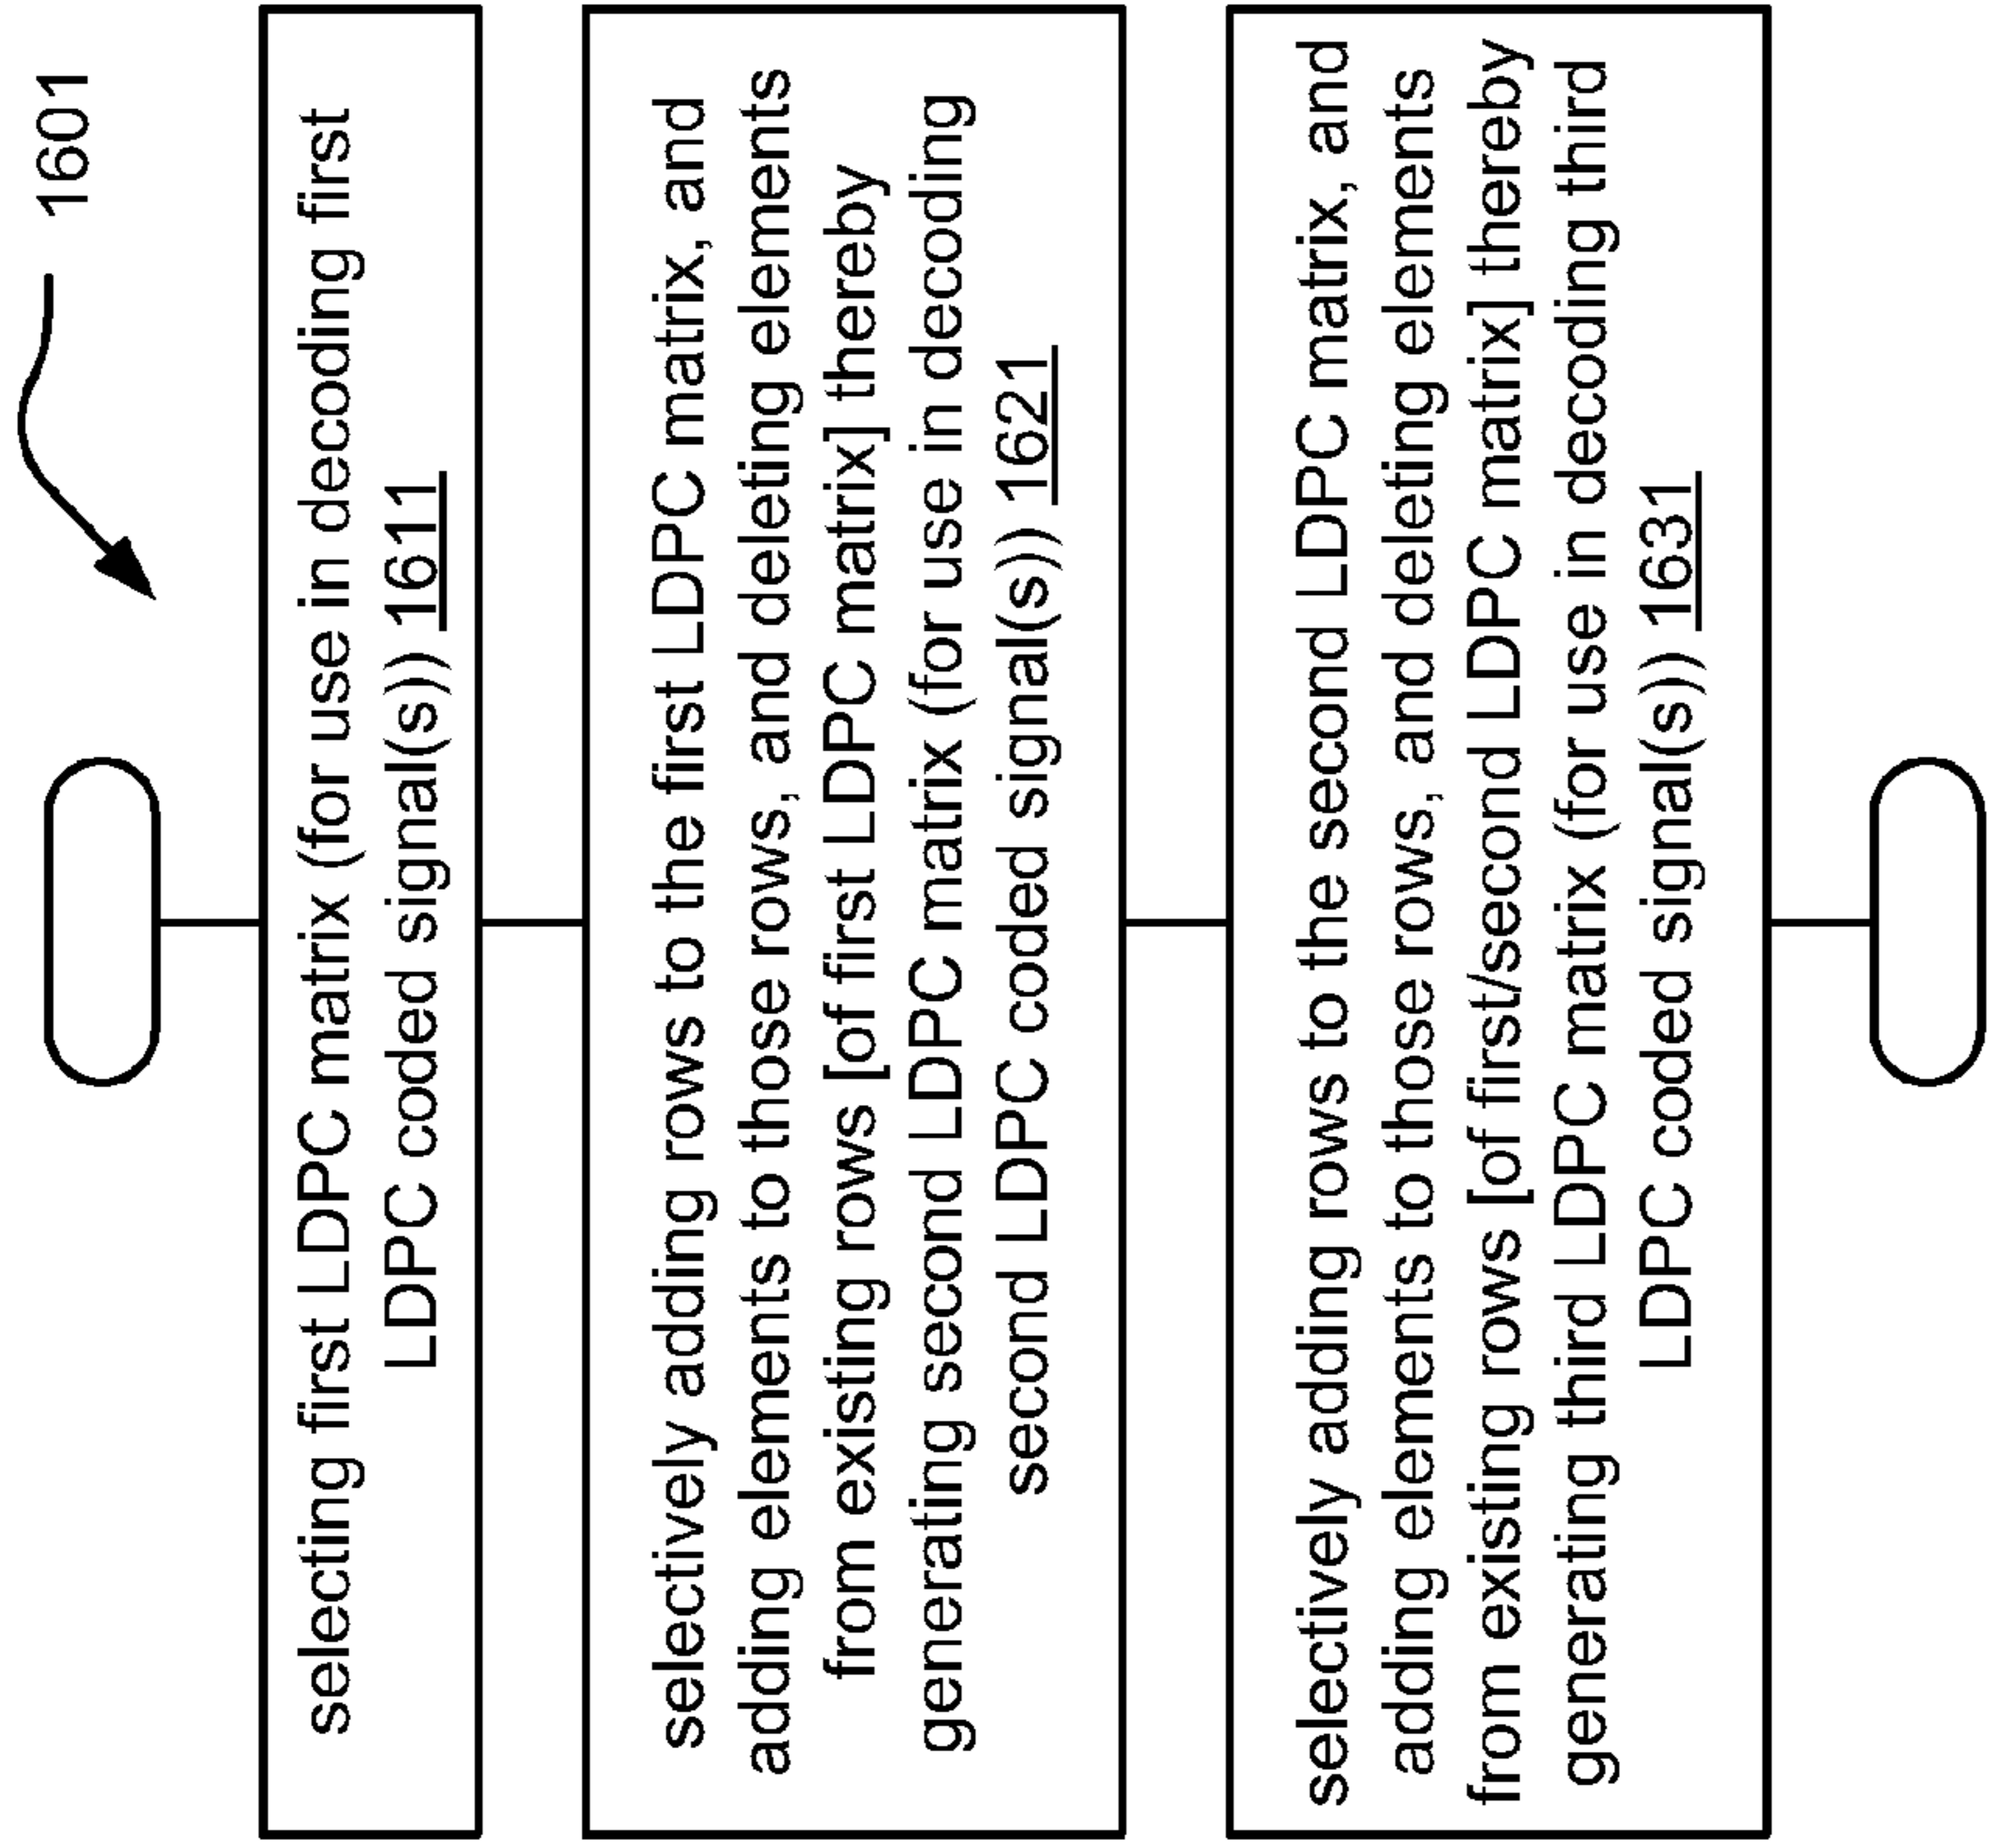 1601
selecting first LDPC matrix (for use in decoding first
LDPC coded signal(s)) 1611
selectively adding rows to the first LDPC matrix, and
adding elements to those rows, and deleting elements
from existing rows [of first LDPC matrix] thereby
generating second LDPC matrix (for use in decoding
second LDPC coded signal(s)) 1621
selectively adding rows to the second LDPC matrix, and
adding elements to those rows, and deleting elements
from existing rows [of first/second LDPC matrix] thereby
generating third LDPC matrix (for use in decoding third
LDPC coded signal(s)) 1631